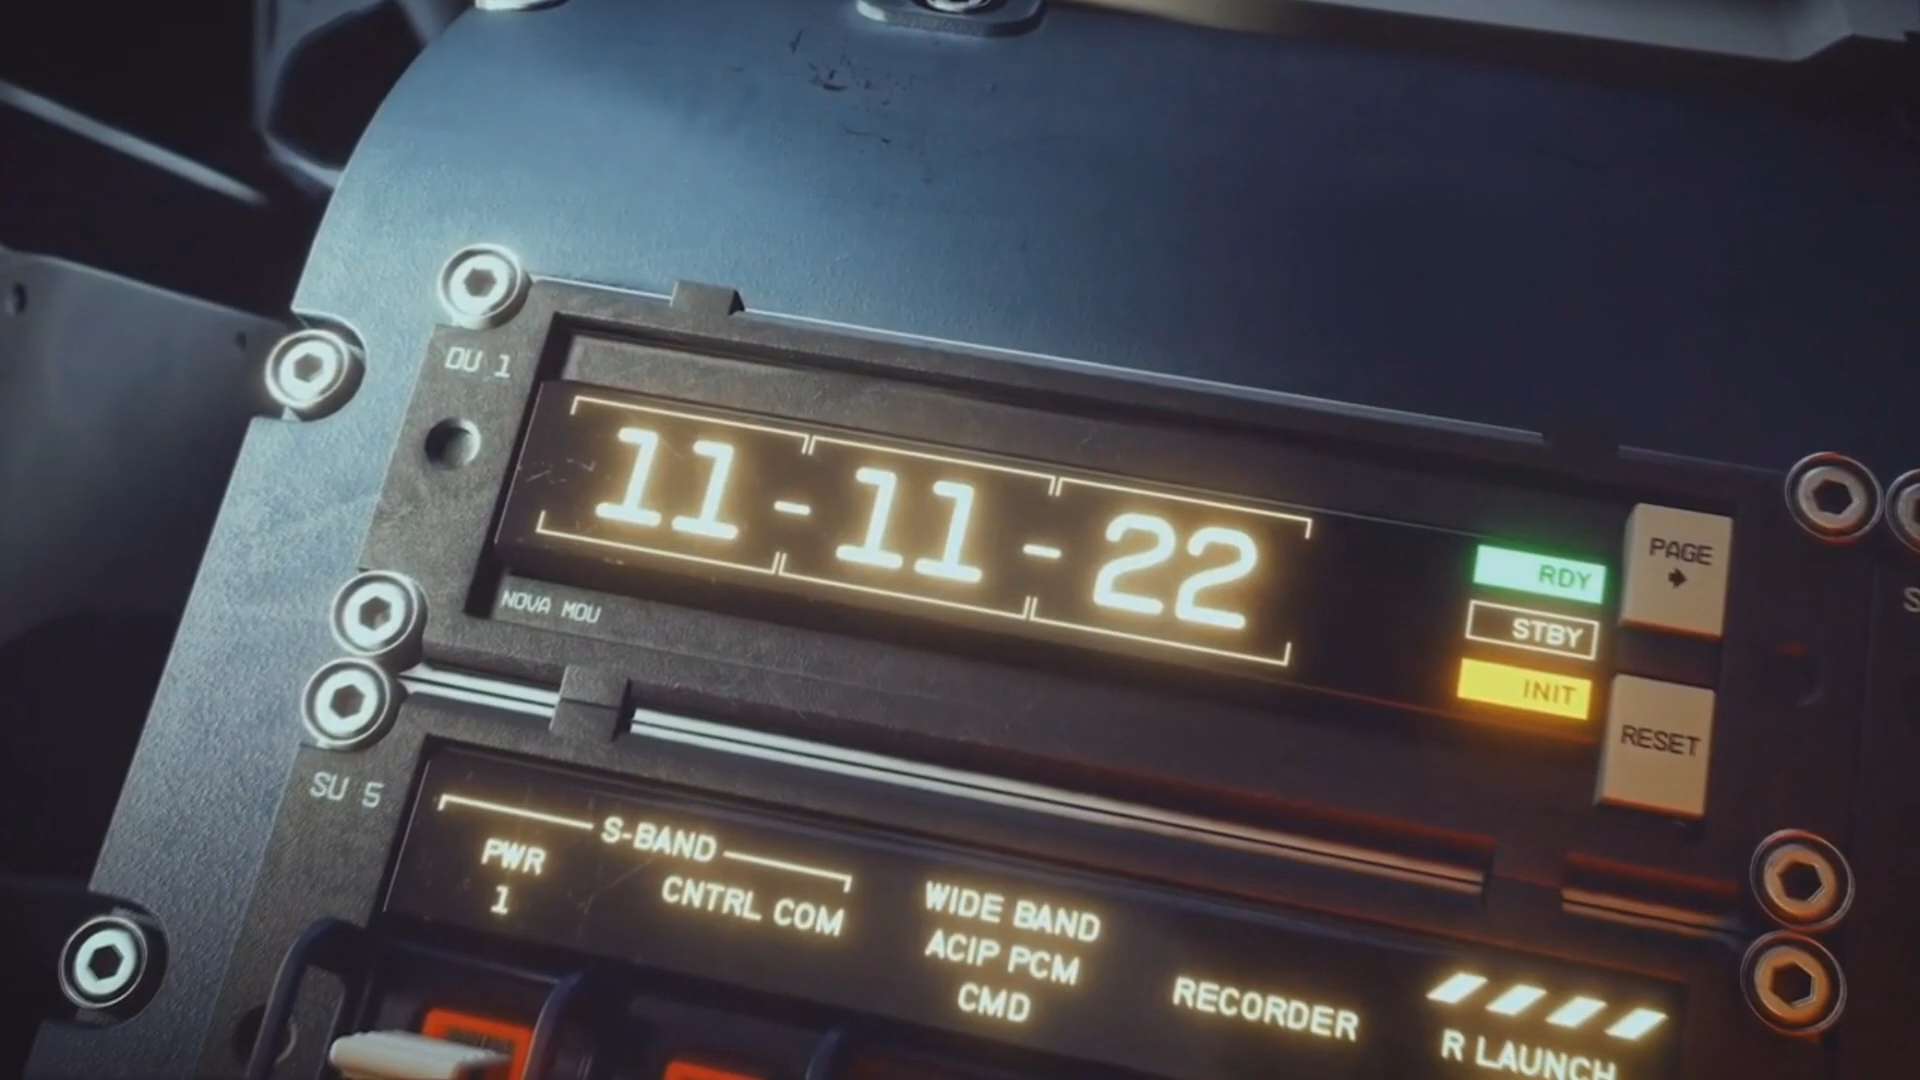 DU 1
11-11-22
RDY
STBY
INIT
PAGE
RESET
NOVA MDU
SU 5
S-BAND
PWR
1
CNTRL COM
WIDE BAND
ACIP PCM
CMD
RECORDER
R LAUNCH